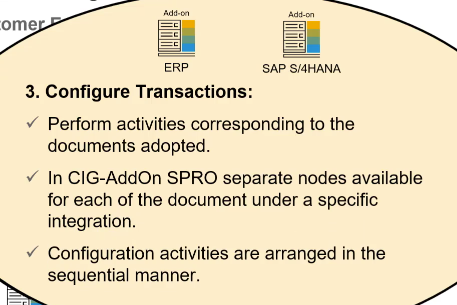 tomer E
Add-on
Add-on
ERP
SAP S/4HANA
3. Configure Transactions:
✓ Perform activities corresponding to the
documents adopted.
✓ In CIG-AddOn SPRO separate nodes available
for each of the document under a specific
integration.
✓ Configuration activities are arranged in the
sequential manner.